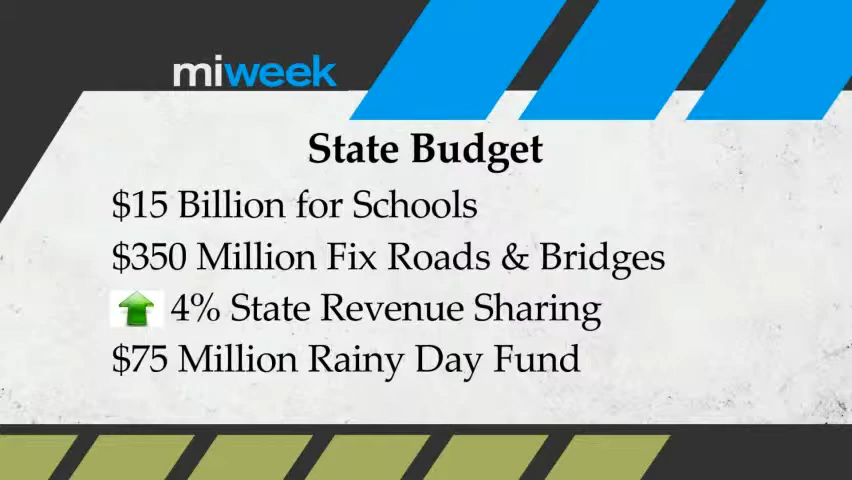 miweek
State Budget
$15 Billion for Schools
$350 Million Fix Roads & Bridges
4% State Revenue Sharing
$75 Million Rainy Day Fund